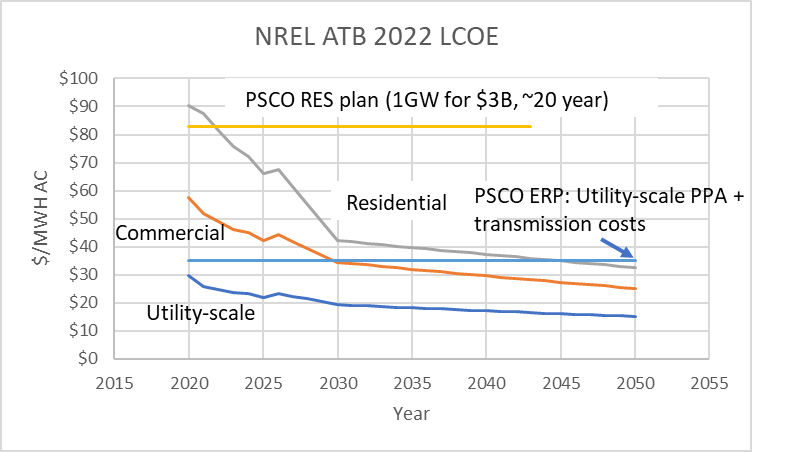 NREL ATB 2022 LCOE
$100
$90
$80
$70
$60
$50
$40
$30
$20
$10
$0
$/MWH AC
PSCO RES plan (1GW for $3B, ~20 year)
Residential
PSCO ERP: Utility-scale PPA +
transmission costs
Commercial
Utility-scale
2015 2020 2025 2030 2035 2040 2045 2050 2055
Year